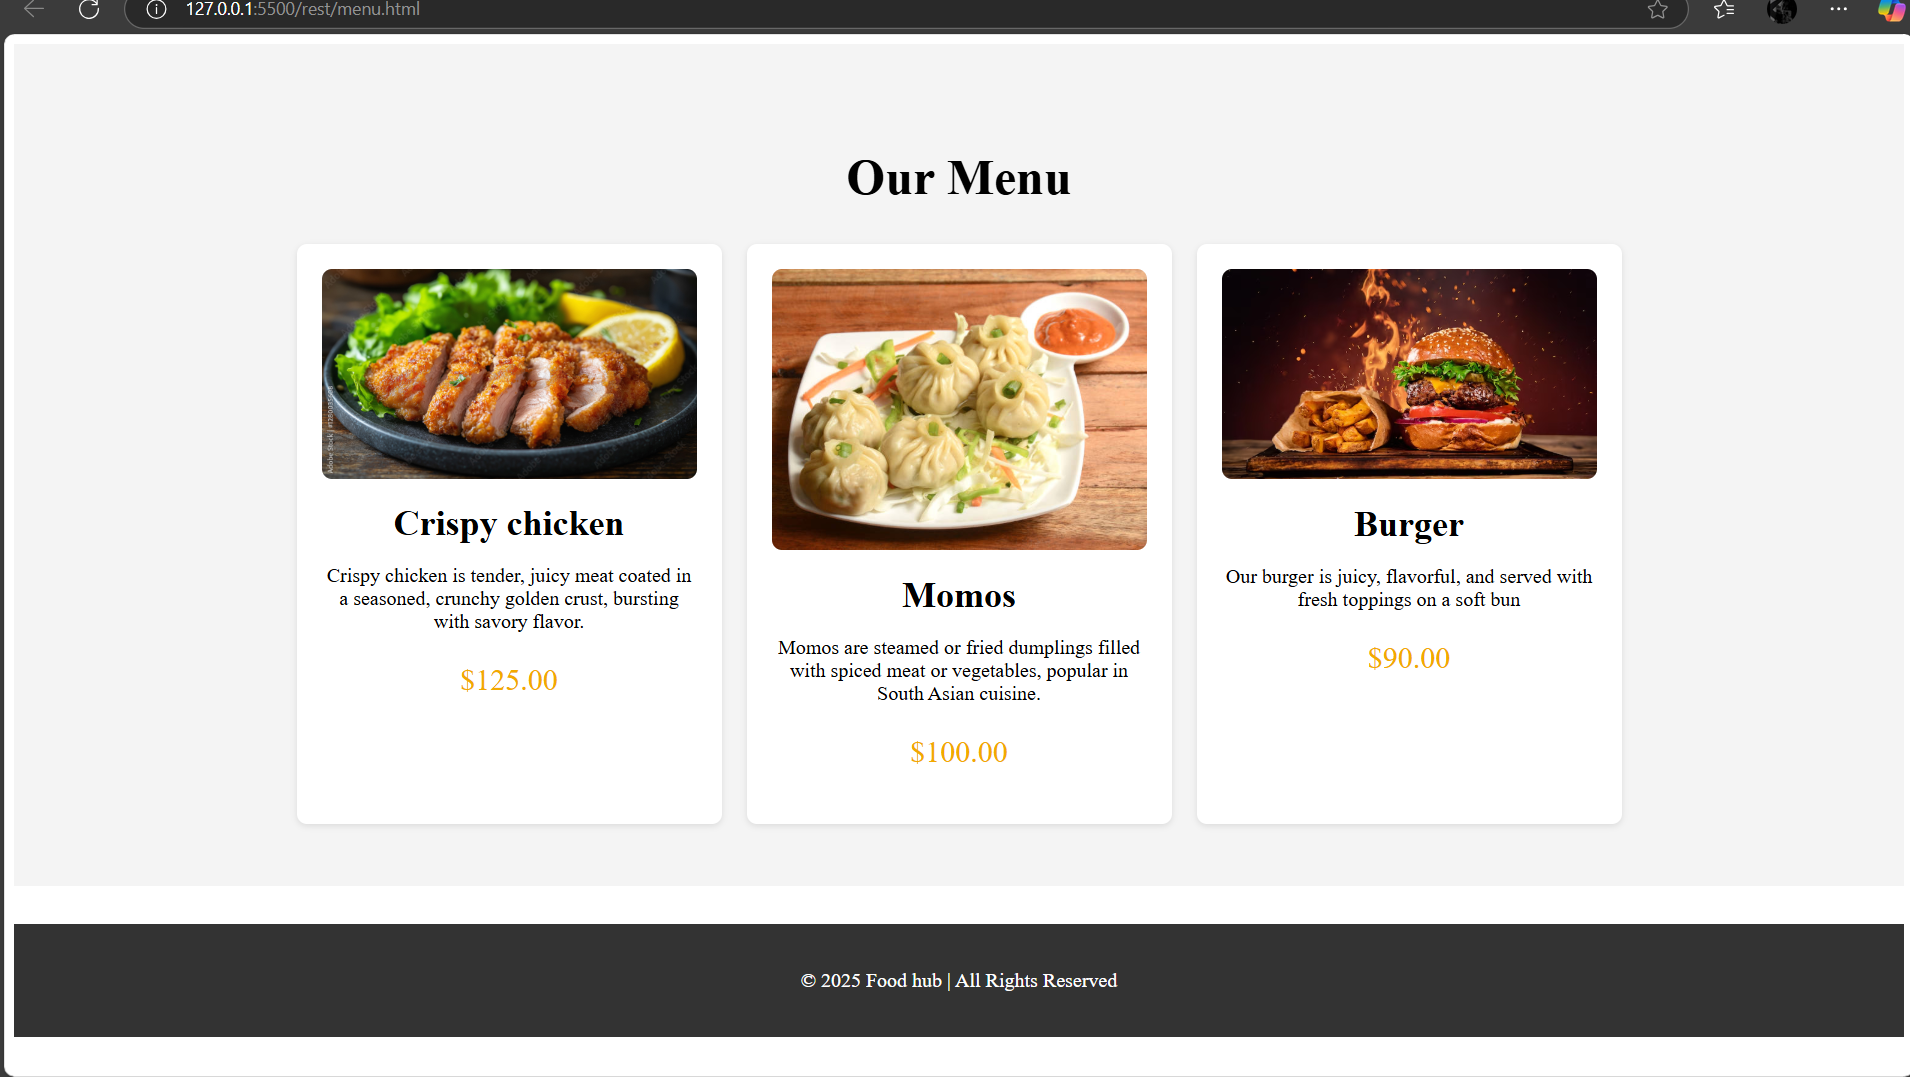 127.0.0.1:5500/rest/menu.html
Our Menu
Crispy chicken
Crispy chicken is tender, juicy meat coated in
a seasoned, crunchy golden crust, bursting
with savory flavor.
$125.00
Momos
Momos are steamed or fried dumplings filled
with spiced meat or vegetables, popular in
South Asian cuisine.
$100.00
Burger
Our burger is juicy, flavorful, and served with
fresh toppings on a soft bun
$90.00
© 2025 Food hub | All Rights Reserved